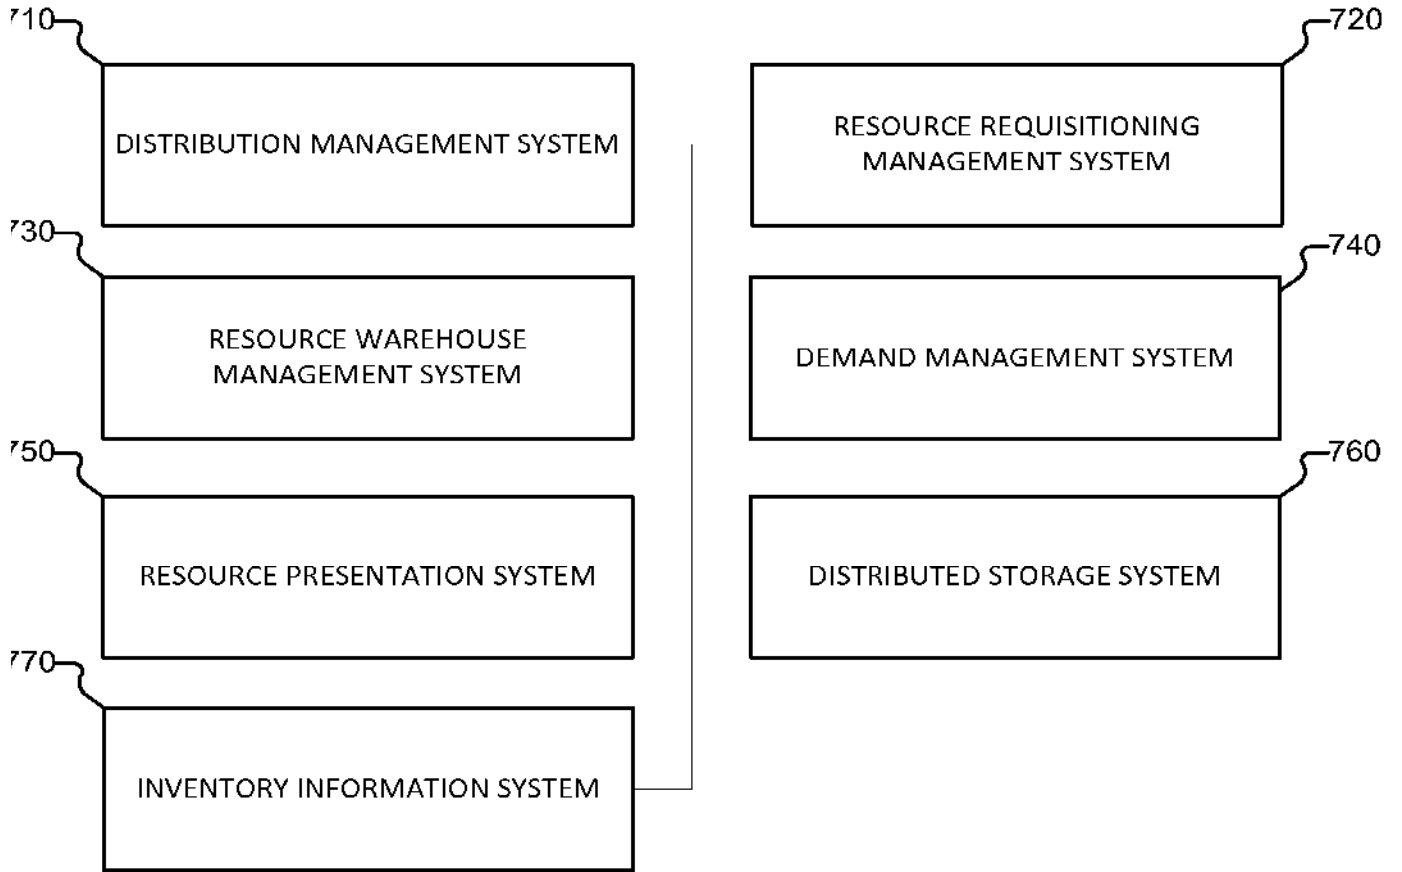 710
720
DISTRIBUTION MANAGEMENT SYSTEM
RESOURCE REQUISITIONING
MANAGEMENT SYSTEM
730
740
RESOURCE WAREHOUSE
MANAGEMENT SYSTEM
DEMAND MANAGEMENT SYSTEM
750
760
RESOURCE PRESENTATION SYSTEM
DISTRIBUTED STORAGE SYSTEM
770
INVENTORY INFORMATION SYSTEM